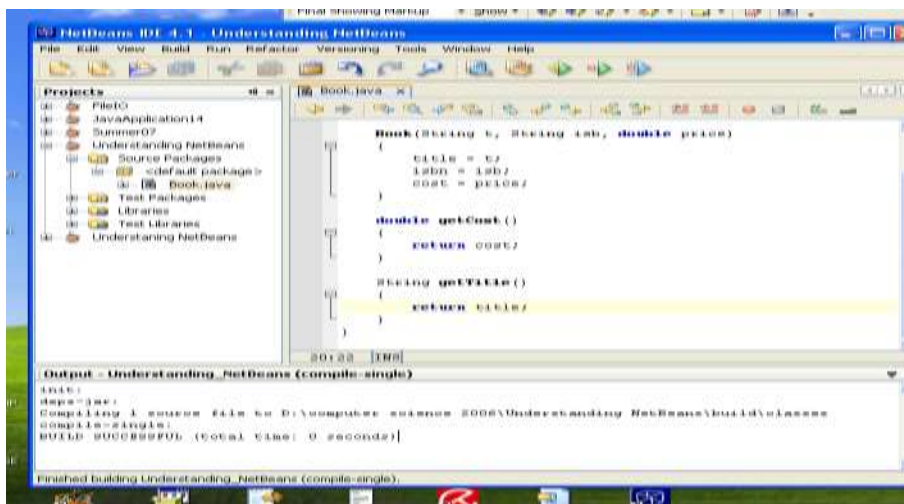 Final Showing Markup Show
NetBeans IDE 4.1 - Understanding NetBeans
File Edit View Build Run Refactor Versioning Tools Window Help
Projects
Book.java x
FileIO
JavaApplication14
Summer07
Understanding NetBeans
Source Packages
<default package>
Book.java
Test Packages
Libraries
Test Libraries
Understaning NetBeans
Book(String t, String isb, double price)
{
title = t;
isbn = isb;
cost = price;
}
double getCost()
{
return cost;
}
String getTitle()
{
return title;
}
}
20:22 INS
Output - Understanding_NetBeans (compile-single)
init:
deps-jar:
Compiling 1 source file to D:\computer science 2006\Understanding NetBeans\build\classes
compile-single:
BUILD SUCCESSFUL (total time: 0 seconds)
Finished building Understanding_NetBeans (compile-single).